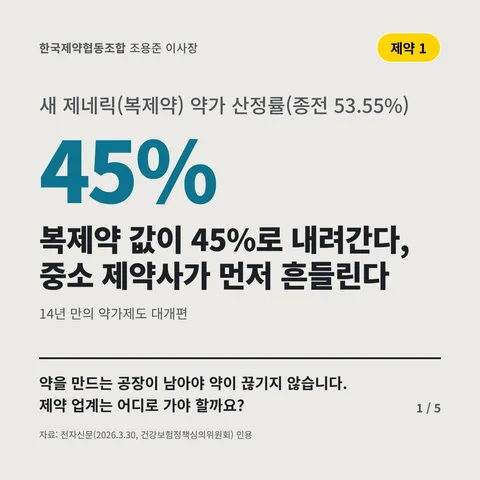 한국제약협동조합 조용준 이사장
제약 1
새 제네릭(복제약) 약가 산정률(종전 53.55%)
45%
복제약 값이 45%로 내려간다,
중소 제약사가 먼저 흔들린다
14년 만의 약가제도 대개편
약을 만드는 공장이 남아야 약이 끊기지 않습니다.
제약 업계는 어디로 가야 할까요?
1 / 5
자료: 전자신문(2026.3.30, 건강보험정책심의위원회) 인용